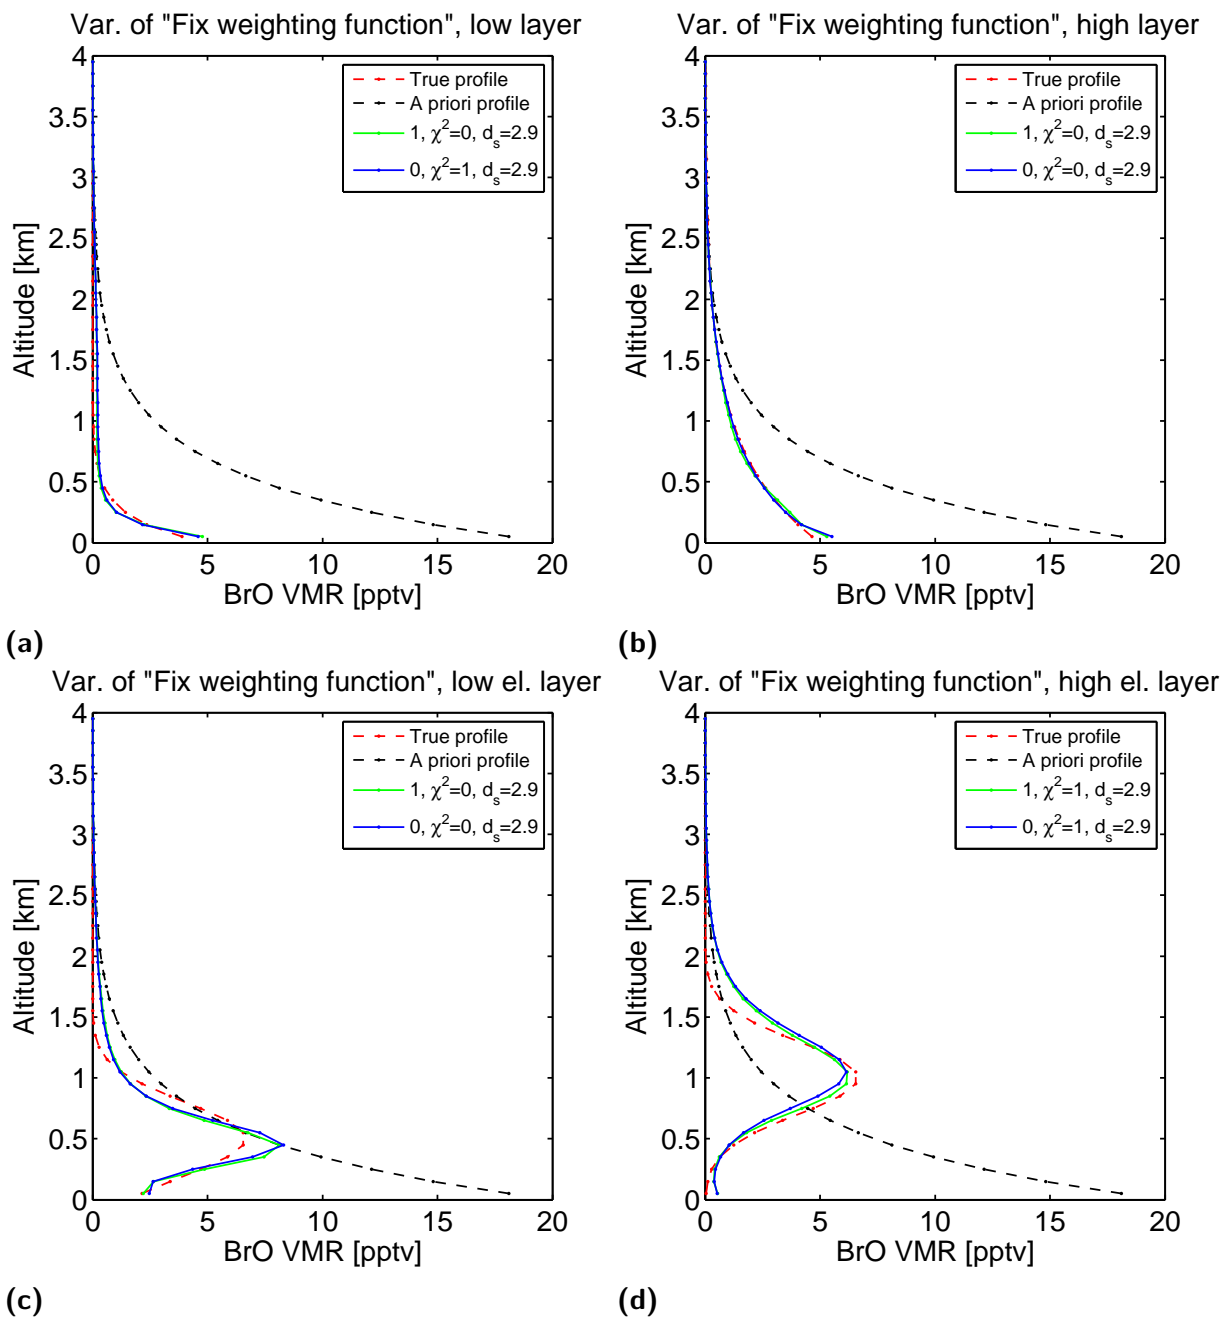 Var. of "Fix weighting function", low layer
4
3.5
3
2.5
2
1.5
1
0.5
0
Altitude [km]
True profile
A priori profile
1, χ²=0, dₛ=2.9
0, χ²=1, dₛ=2.9
0 5 10 15 20
BrO VMR [pptv]
(a)
Var. of "Fix weighting function", high layer
4
3.5
3
2.5
2
1.5
1
0.5
0
Altitude [km]
True profile
A priori profile
1, χ²=0, dₛ=2.9
0, χ²=0, dₛ=2.9
0 5 10 15 20
BrO VMR [pptv]
(b)
Var. of "Fix weighting function", low el. layer
4
3.5
3
2.5
2
1.5
1
0.5
0
Altitude [km]
True profile
A priori profile
1, χ²=0, dₛ=2.9
0, χ²=0, dₛ=2.9
0 5 10 15 20
BrO VMR [pptv]
(c)
Var. of "Fix weighting function", high el. layer
4
3.5
3
2.5
2
1.5
1
0.5
0
Altitude [km]
True profile
A priori profile
1, χ²=1, dₛ=2.9
0, χ²=1, dₛ=2.9
0 5 10 15 20
BrO VMR [pptv]
(d)